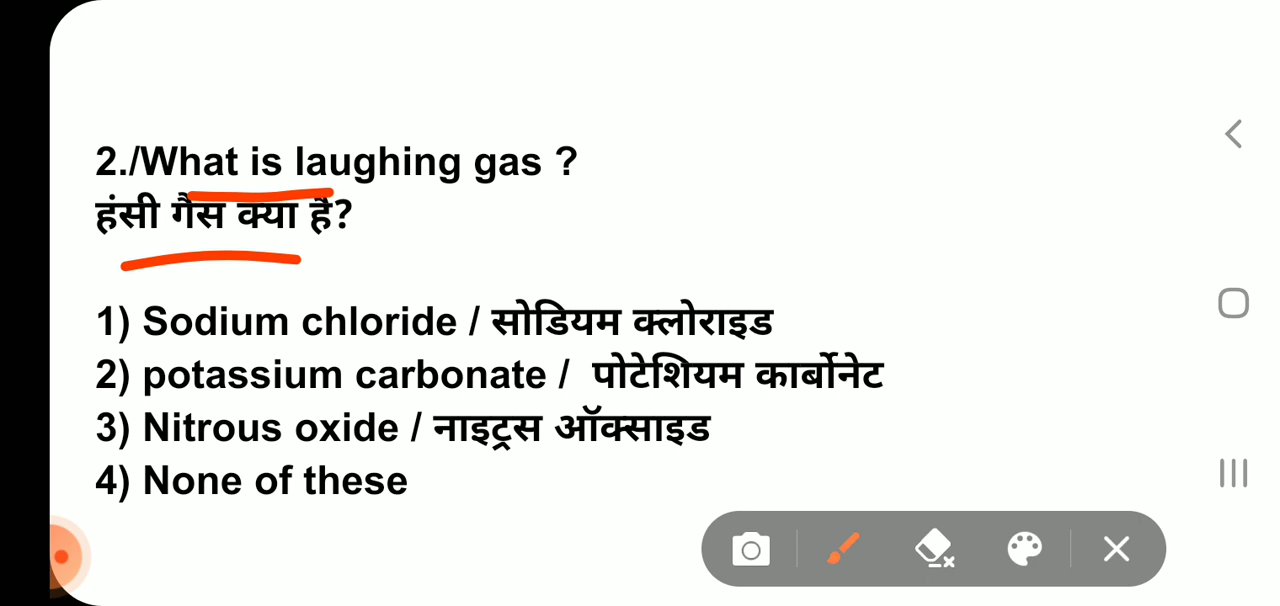 2./What is laughing gas ?
हंसी गैस क्या है?
1) Sodium chloride / सोडियम क्लोराइड
2) potassium carbonate /  पोटेशियम कार्बोनेट
3) Nitrous oxide / नाइट्रस ऑक्साइड
4) None of these